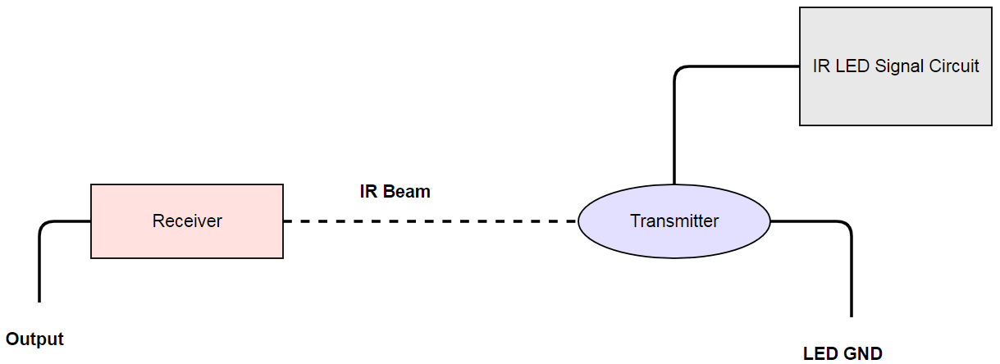 IR LED Signal Circuit
IR Beam
Receiver
Transmitter
Output
LED GND